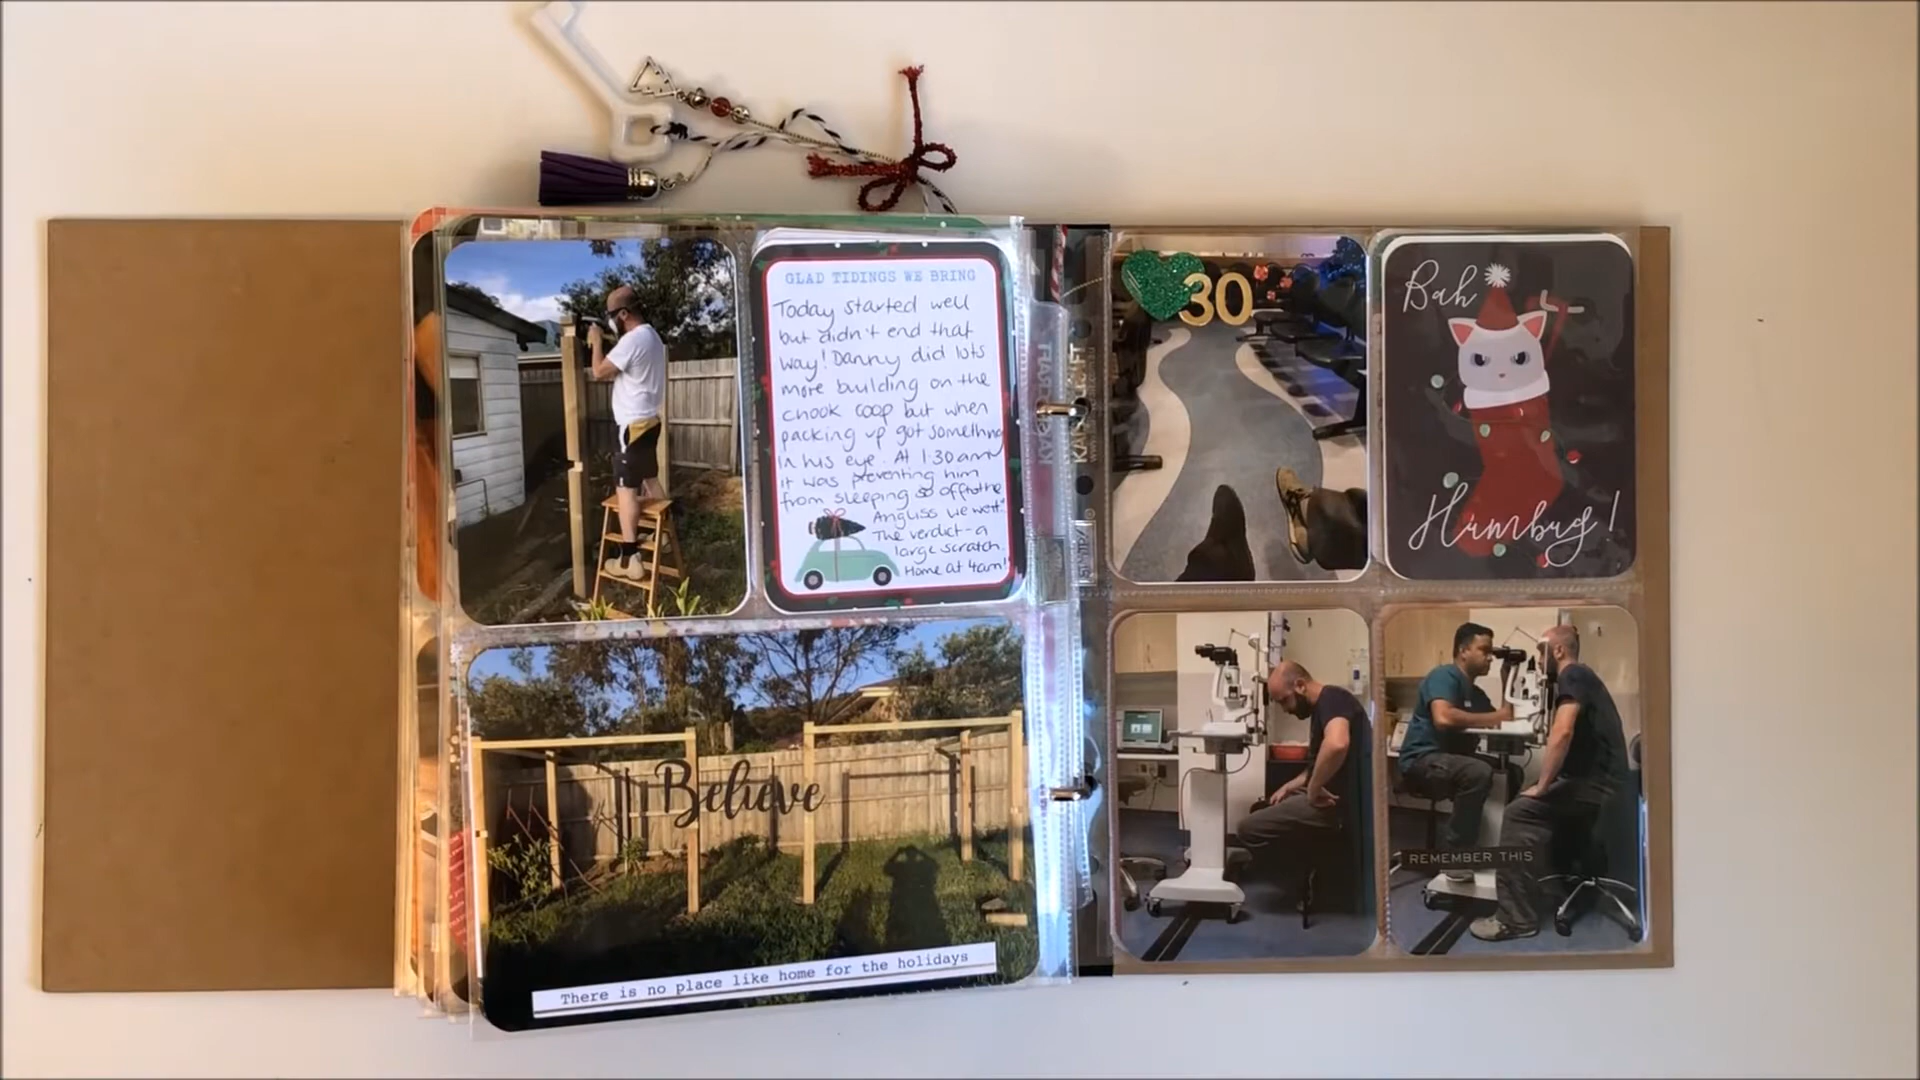 GLAD TIDINGS WE BRING
Today started well
but didn't end that
way! Danny did lots
more building on the
chook coop but when
packing up got something
in his eye. At 1:30am
it was preventing him
from sleeping so off to the
Angliss we went.
The verdict - a
large scratch.
Home at 4am!
Believe
There is no place like home for the holidays
30
Bah
Humbug!
REMEMBER THIS